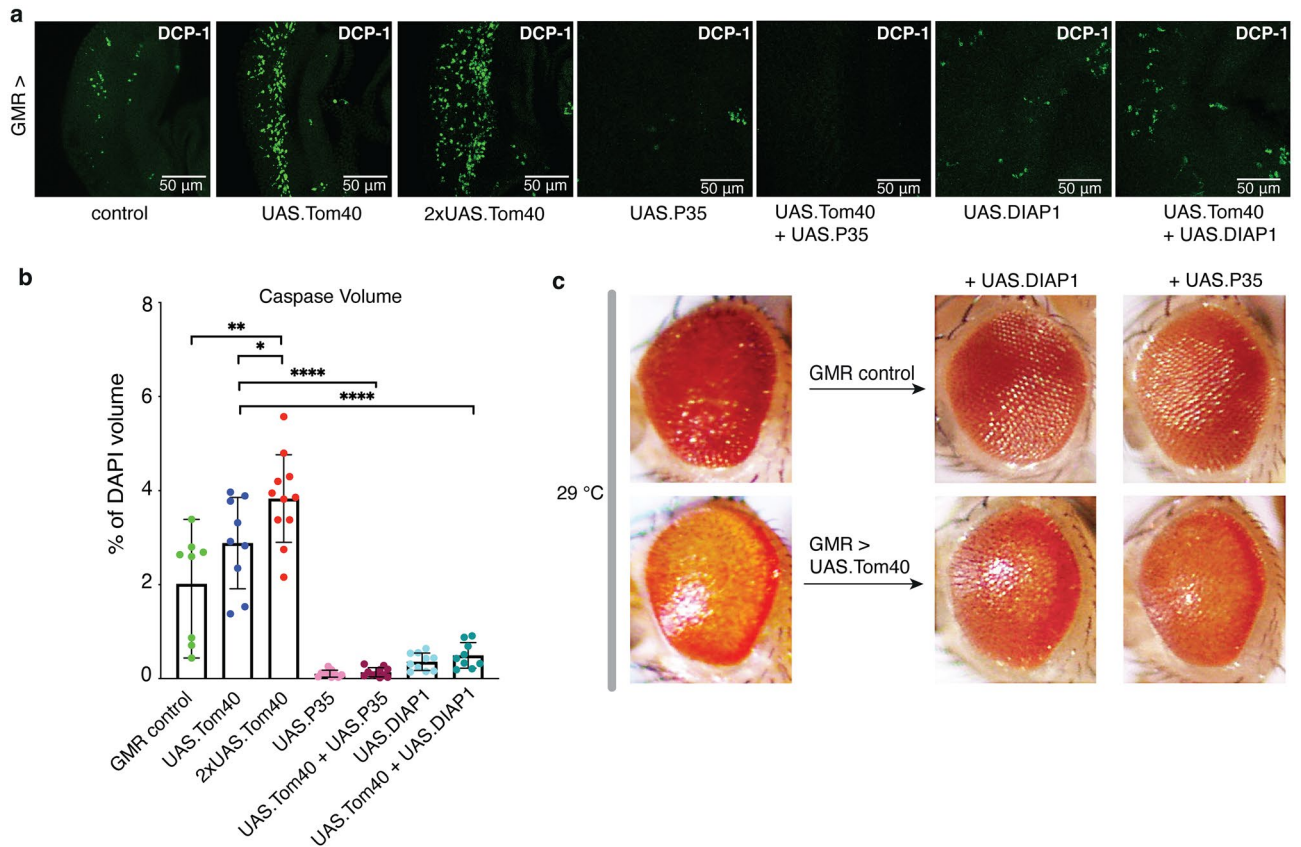 a
GMR >
DCP-1
DCP-1
DCP-1
DCP-1
DCP-1
DCP-1
DCP-1
50 µm
50 µm
50 µm
50 µm
50 µm
50 µm
50 µm
control
UAS.Tom40
2xUAS.Tom40
UAS.P35
UAS.Tom40
+ UAS.P35
UAS.DIAP1
UAS.Tom40
+ UAS.DIAP1
b
Caspase Volume
% of DAPI volume
8
6
4
2
0
**
*
****
****
GMR control
UAS.Tom40
2xUAS.Tom40
UAS.P35
UAS.Tom40 + UAS.P35
UAS.DIAP1
UAS.Tom40 + UAS.DIAP1
c
+ UAS.DIAP1
+ UAS.P35
29 °C
GMR control
GMR >
UAS.Tom40